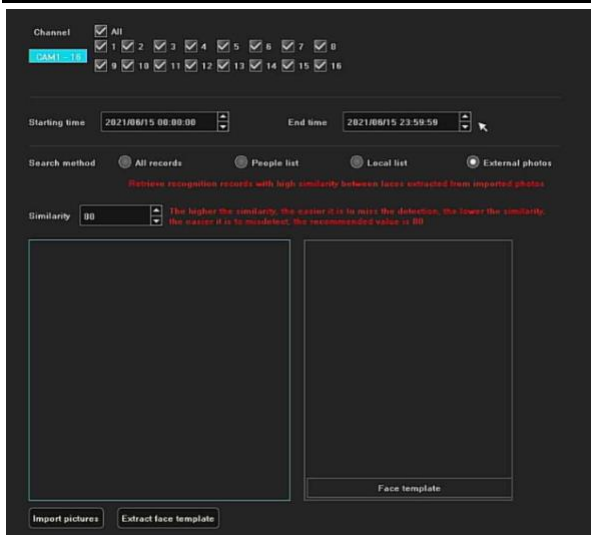 Channel All
CAM1 - 16 1 2 3 4 5 6 7 8
9 10 11 12 13 14 15 16
Starting time 2021/06/15 00:00:00 End time 2021/06/15 23:59:59
Search method All records People list Local list External photos
Retrieve recognition records with high similarity between faces extracted from imported photos
Similarity 80 The higher the similarity, the easier it is to miss the detection, the lower the similarity,
the easier it is to misdetect, the recommended value is 80
Face template
Import pictures Extract face template